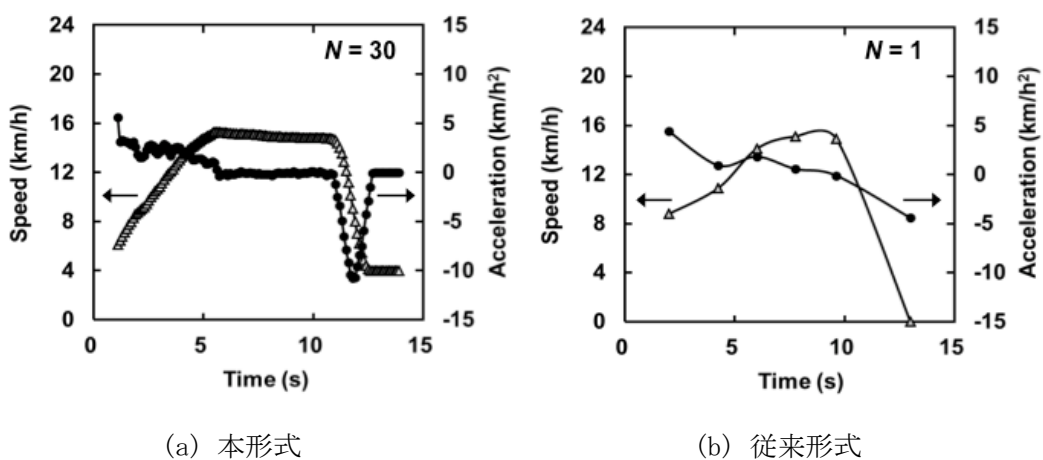 24
20
16
12
8
4
0
Speed (km/h)
N = 30
15
10
5
0
-5
-10
-15
Acceleration (km/h²)
0 5 10 15
Time (s)
(a) 本形式
24
20
16
12
8
4
0
Speed (km/h)
N = 1
15
10
5
0
-5
-10
-15
Acceleration (km/h²)
0 5 10 15
Time (s)
(b) 従来形式